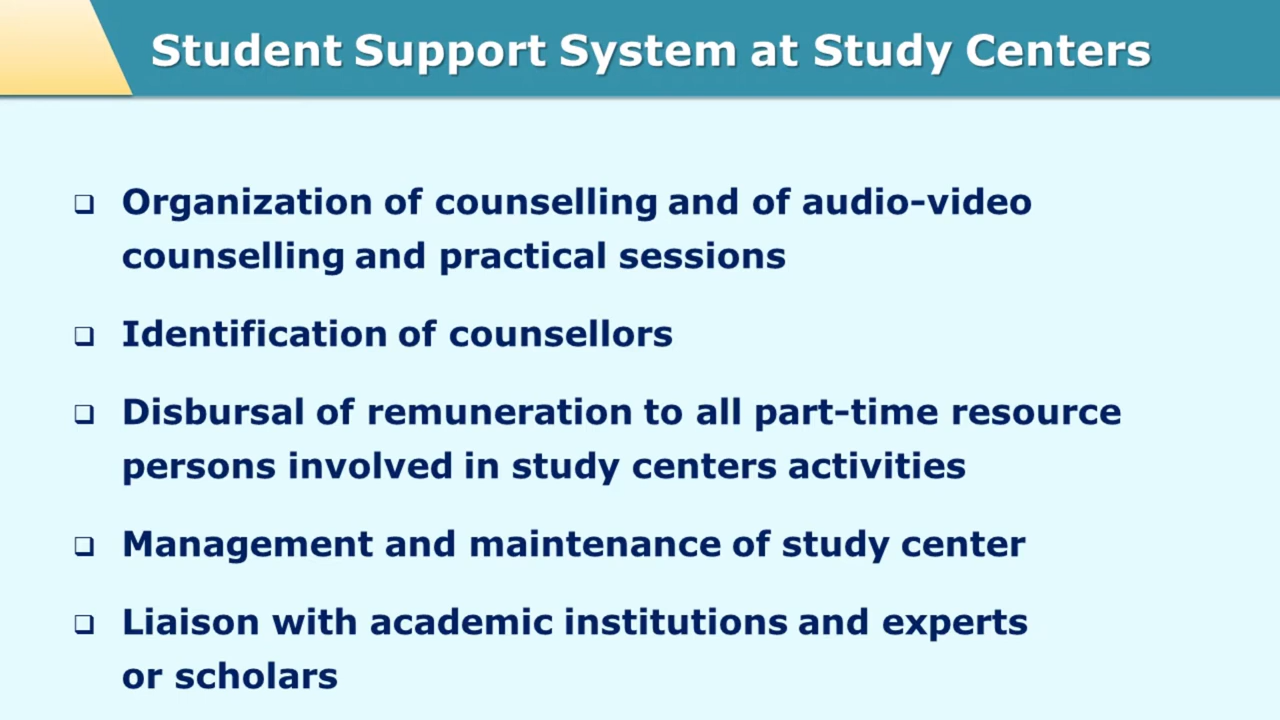 Student Support System at Study Centers
❑ Organization of counselling and of audio-video
counselling and practical sessions
❑ Identification of counsellors
❑ Disbursal of remuneration to all part-time resource
persons involved in study centers activities
❑ Management and maintenance of study center
❑ Liaison with academic institutions and experts
or scholars